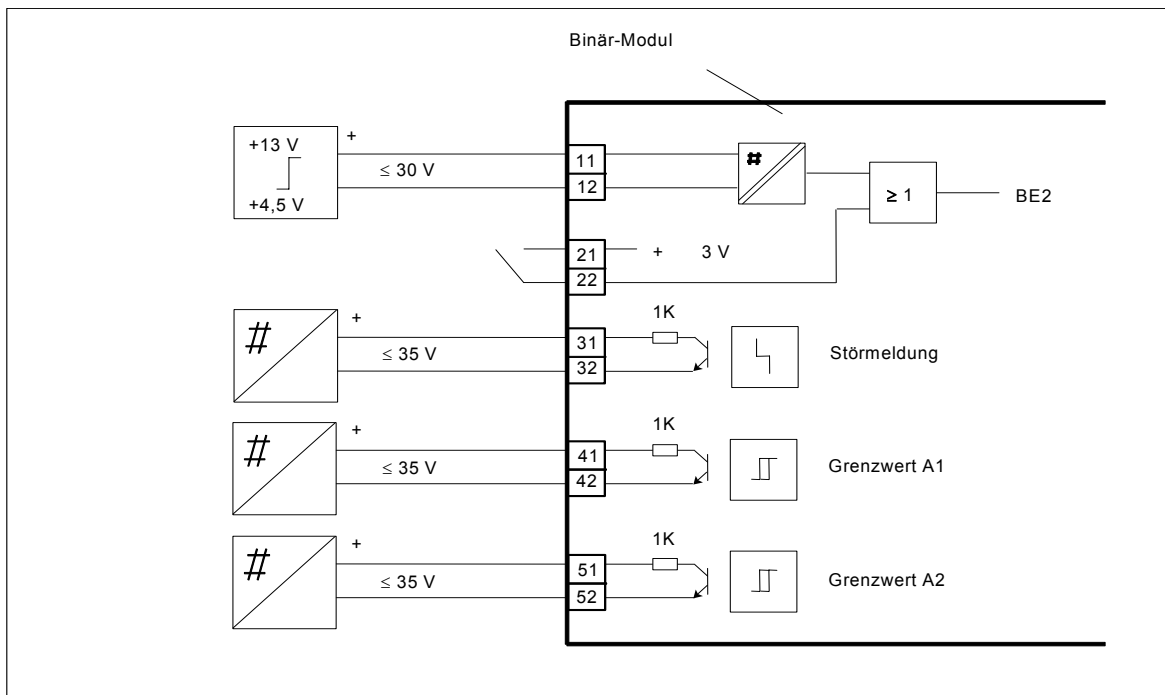 Binär-Modul
+13 V
+4,5 V
+
≤ 30 V
11
12
#
≥ 1
BE2
21
22
+ 3 V
#
+
≤ 35 V
31
32
1K
Störmeldung
#
+
≤ 35 V
41
42
1K
Grenzwert A1
#
+
≤ 35 V
51
52
1K
Grenzwert A2